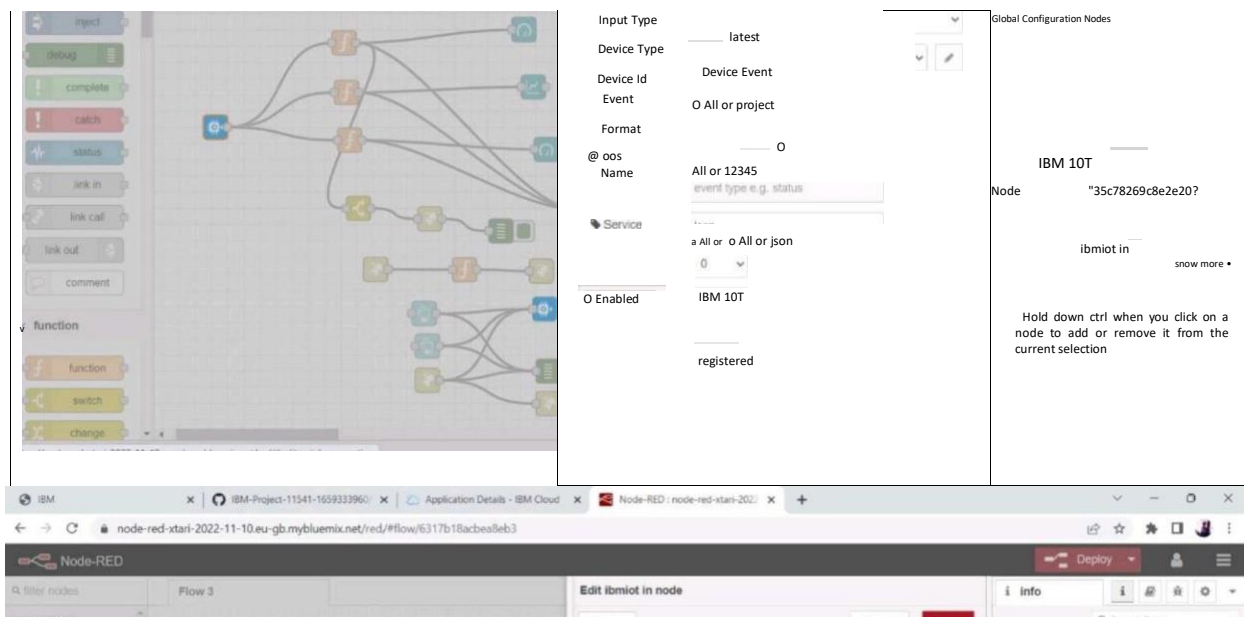 inject
debug
complete
catch
status
link in
link call
link out
comment
v function
function
switch
change
Input Type
Device Type
Device Id
Event
Format
@ oos
Name
Service
O Enabled
latest
Device Event
O All or project
O
All or 12345
event type e.g. status
a All or o All or json
0
IBM 10T
registered
Global Configuration Nodes
IBM 10T
Node "35c78269c8e2e20?
ibmiot in
snow more •
Hold down ctrl when you click on a
node to add or remove it from the
current selection
IBM
IBM-Project-11541-1659333960/
Application Details - IBM Cloud
Node-RED : node-red-xtari-2022
node-red-xtari-2022-11-10.eu-gb.mybluemix.net/red/#flow/6317b18acbea8eb3
Node-RED
Deploy
filter nodes
Flow 3
Edit ibmiot in node
i info
i